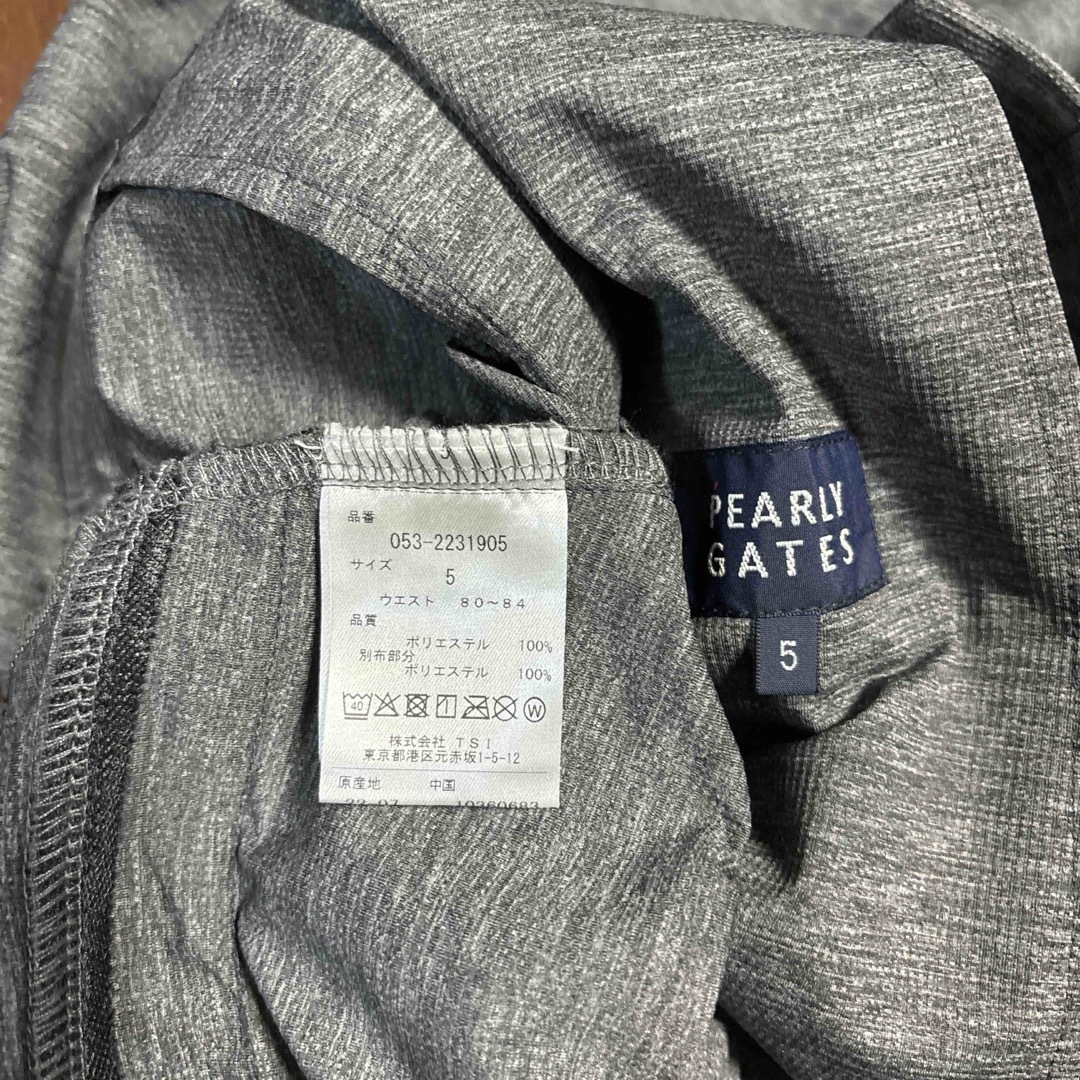 品番
053-2231905
サイズ
5
ウエスト 80～84
品質
ポリエステル 100%
別布部分
ポリエステル 100%
40
W
株式会社 TSI
東京都港区元赤坂1-5-12
原産地 中国
PEARLY
GATES
5